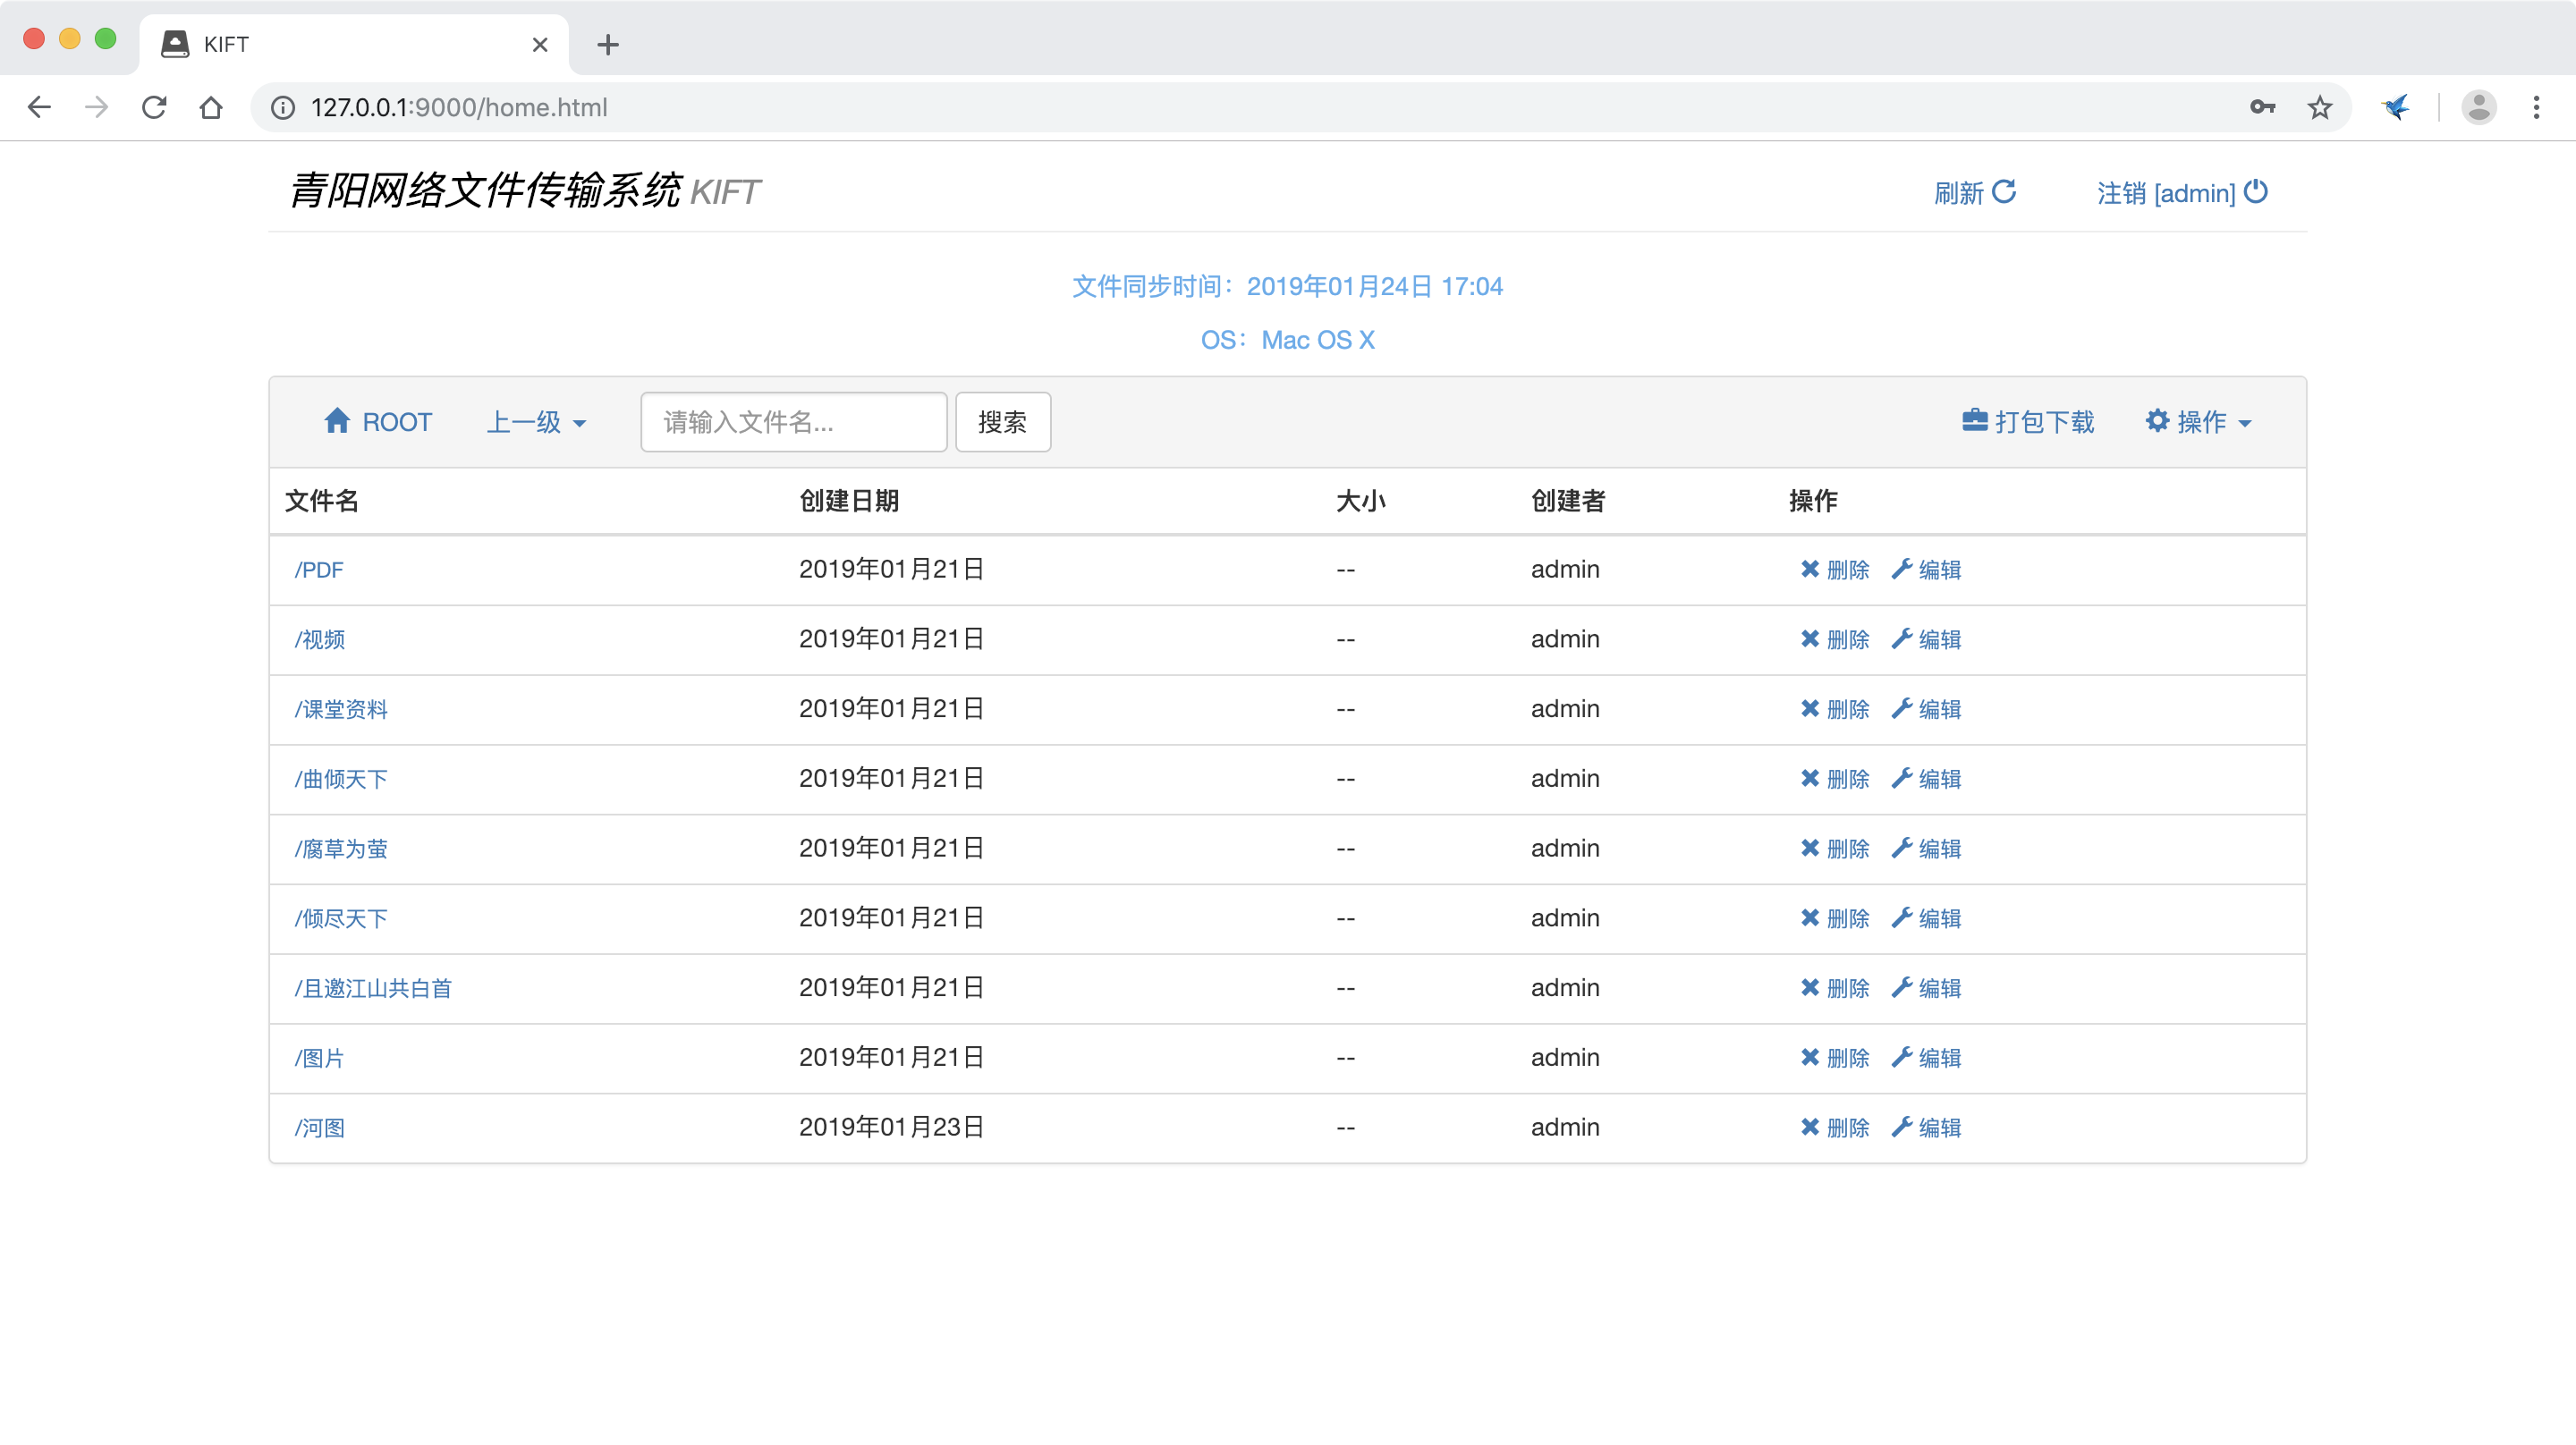 KIFT
127.0.0.1:9000/home.html
青阳网络文件传输系统 KIFT
刷新 注销 [admin]
文件同步时间：2019年01月24日 17:04
OS：Mac OS X
ROOT 上一级 请输入文件名... 搜索 打包下载 操作
文件名 创建日期 大小 创建者 操作
/PDF 2019年01月21日 -- admin 删除 编辑
/视频 2019年01月21日 -- admin 删除 编辑
/课堂资料 2019年01月21日 -- admin 删除 编辑
/曲倾天下 2019年01月21日 -- admin 删除 编辑
/腐草为萤 2019年01月21日 -- admin 删除 编辑
/倾尽天下 2019年01月21日 -- admin 删除 编辑
/且邀江山共白首 2019年01月21日 -- admin 删除 编辑
/图片 2019年01月21日 -- admin 删除 编辑
/河图 2019年01月23日 -- admin 删除 编辑